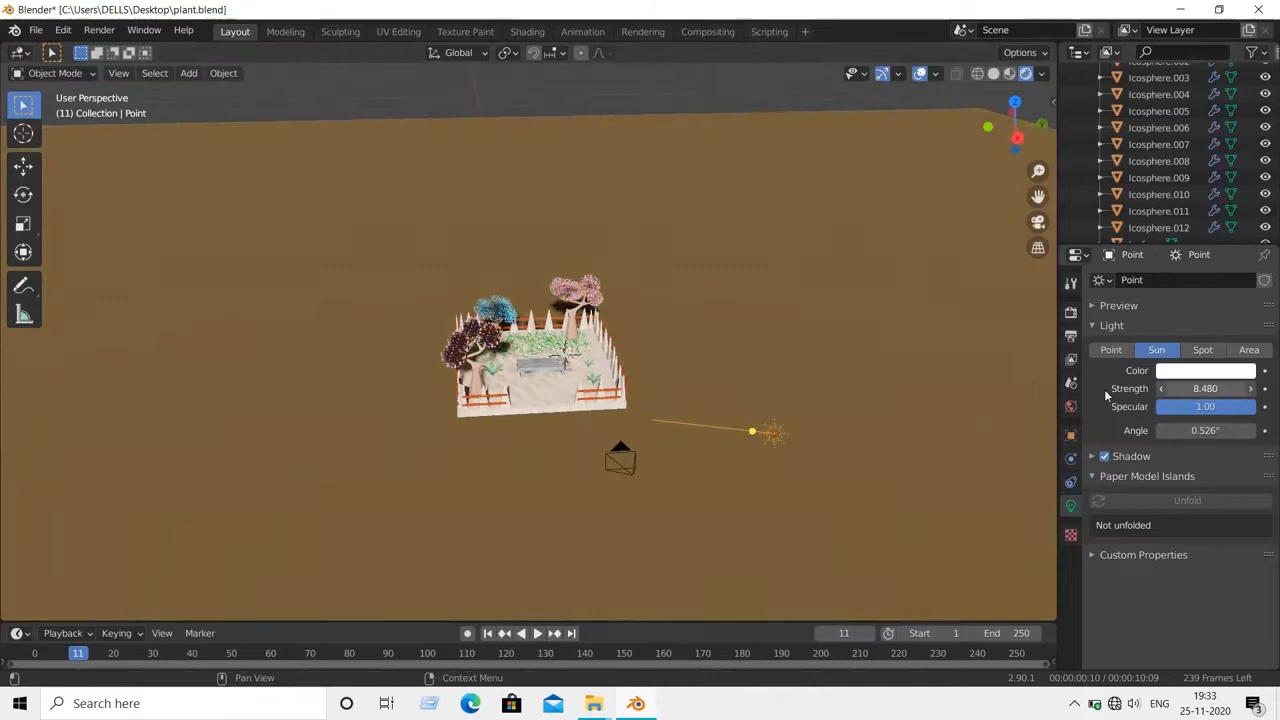 Blender* [C:\Users\DELLS\Desktop\plant.blend]
File Edit Render Window Help Layout Modeling Sculpting UV Editing Texture Paint Shading Animation Rendering Compositing Scripting Scene View Layer
Global Options
Object Mode View Select Add Object
User Perspective
(11) Collection | Point
Z
X
Icosphere.003
Icosphere.004
Icosphere.005
Icosphere.006
Icosphere.007
Icosphere.008
Icosphere.009
Icosphere.010
Icosphere.011
Icosphere.012
Point Point
Point
Preview
Light
Point Sun Spot Area
Color
Strength 8.480
Specular 1.00
Angle 0.526°
Shadow
Paper Model Islands
Unfold
Not unfolded
Custom Properties
Playback Keying View Marker 11 Start 1 End 250
0 11 20 30 40 50 60 70 80 90 100 110 120 130 140 150 160 170 180 190 200 210 220 230 240 250
Pan View Context Menu 2.90.1 00:00:00:10 / 00:00:10:09 239 Frames Left
Search here ENG 19:33
25-11-2020 3